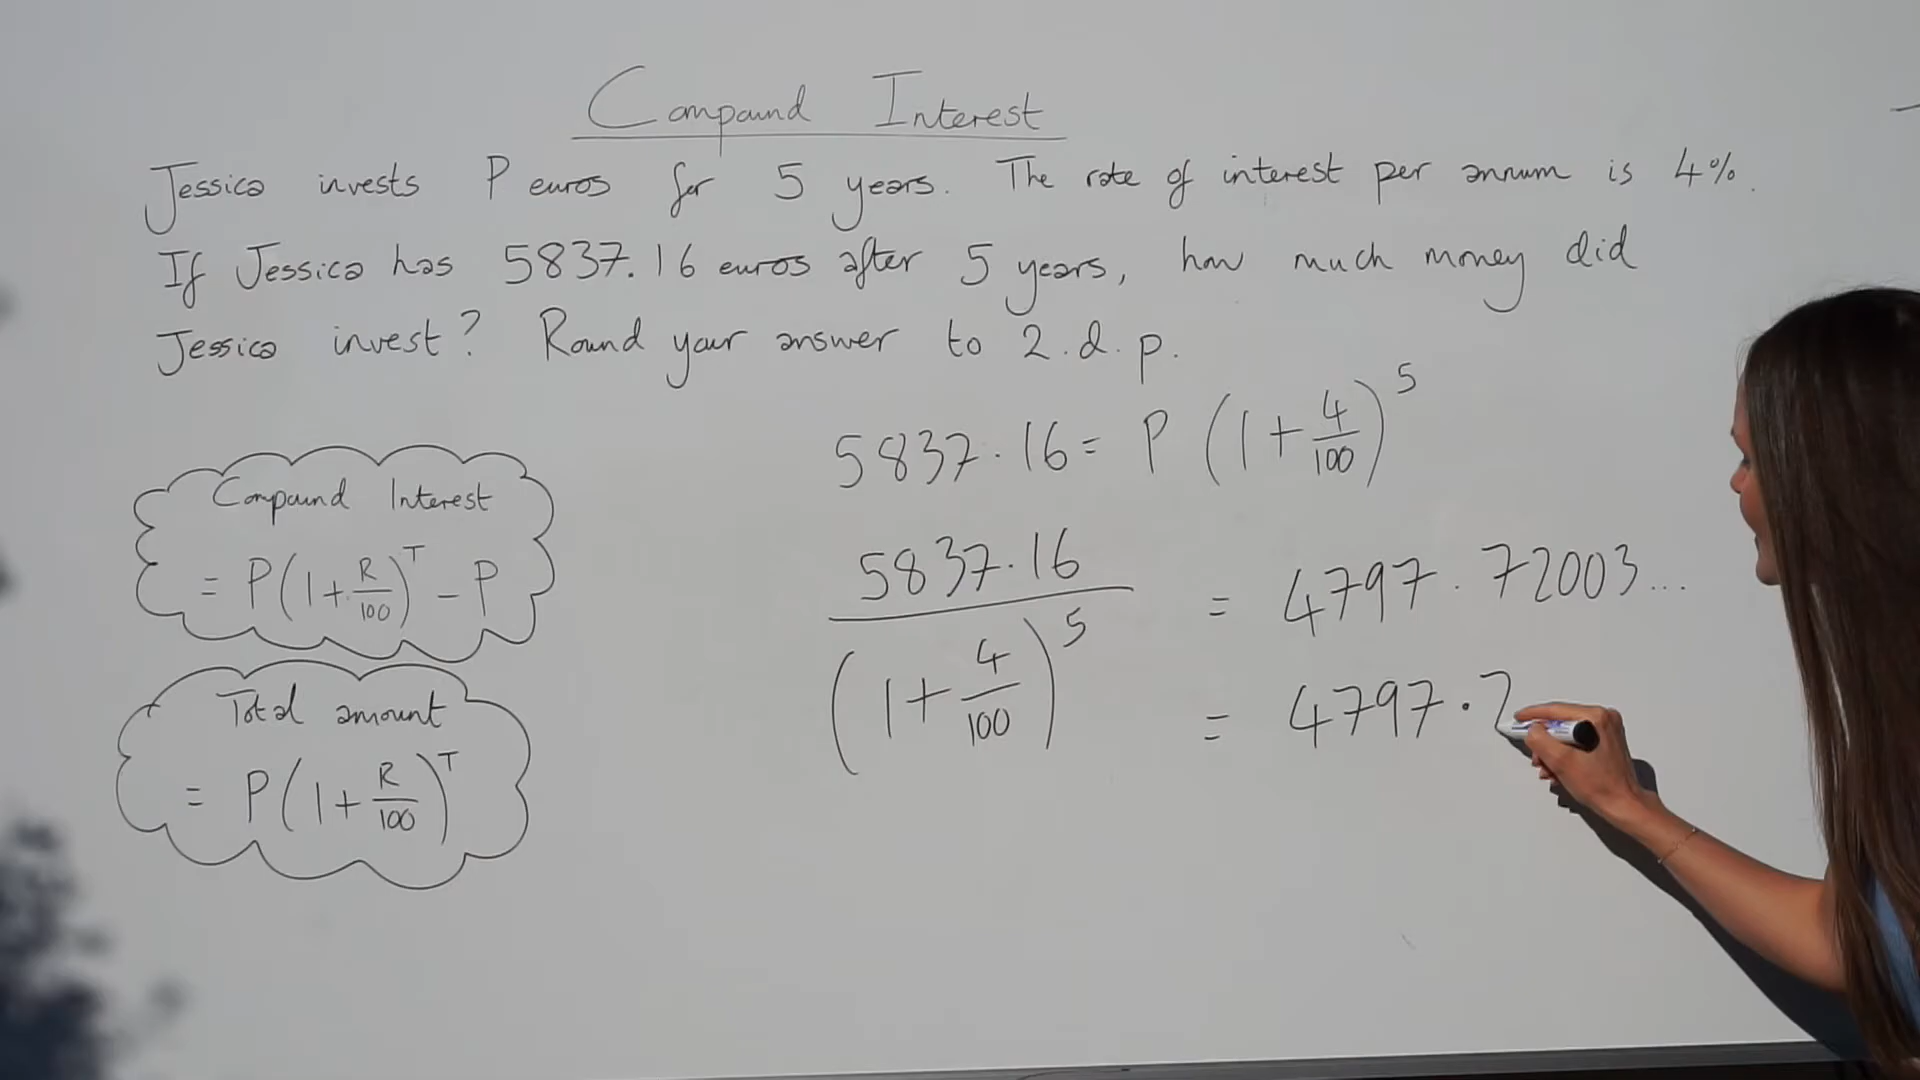 Compound Interest
Jessica invests P euros for 5 years. The rate of interest per annum is 4%.
If Jessica has 5837.16 euros after 5 years, how much money did
Jessica invest? Round your answer to 2.d.p.
5837.16 = P (1 + 4/100)^5
5837.16 / (1 + 4/100)^5 = 4797.72003...
= 4797.7
Compound Interest
= P(1 + R/100)^T - P
Total amount
= P(1 + R/100)^T